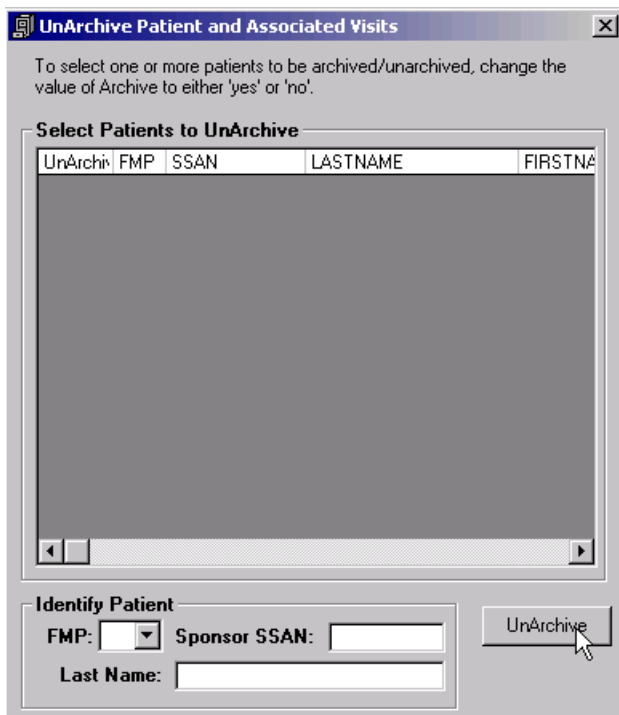 UnArchive Patient and Associated Visits
To select one or more patients to be archived/unarchived, change the
value of Archive to either 'yes' or 'no'.
Select Patients to UnArchive
UnArchiv FMP SSAN LASTNAME FIRSTNA
Identify Patient
FMP: Sponsor SSAN:
UnArchive
Last Name: